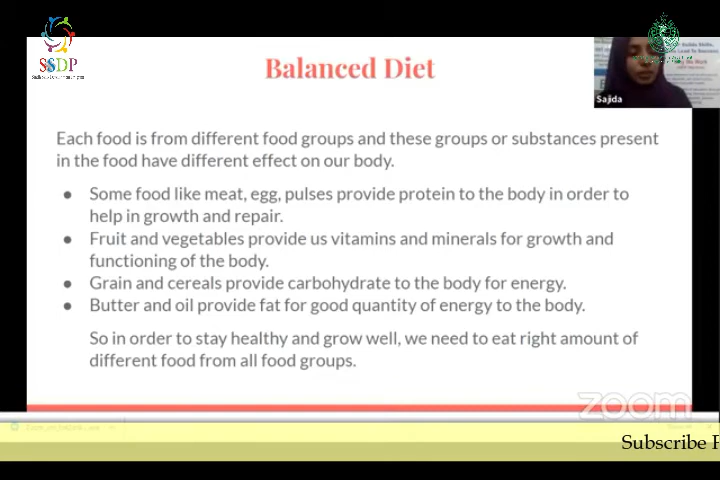 SSDP
Balanced Diet
Sajida
Each food is from different food groups and these groups or substances present
in the food have different effect on our body.
● Some food like meat, egg, pulses provide protein to the body in order to
help in growth and repair.
● Fruit and vegetables provide us vitamins and minerals for growth and
functioning of the body.
● Grain and cereals provide carbohydrate to the body for energy.
● Butter and oil provide fat for good quantity of energy to the body.
So in order to stay healthy and grow well, we need to eat right amount of
different food from all food groups.
zoom
Subscribe F